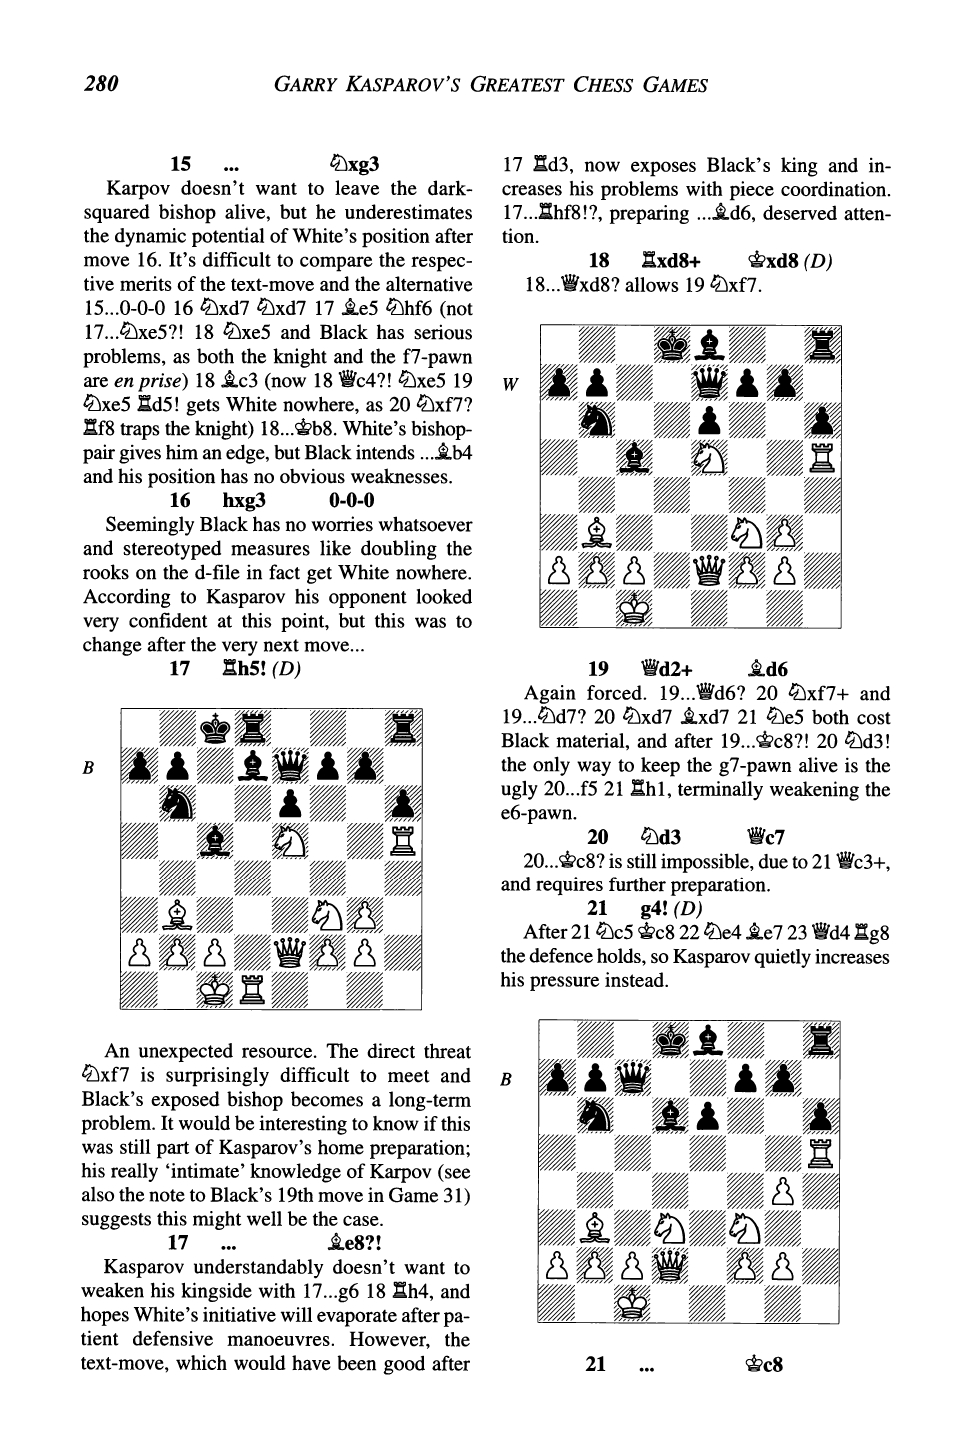 280
GARRY KASPAROV'S GREATEST CHESS GAMES
15 ... ♘xg3
Karpov doesn't want to leave the dark-
squared bishop alive, but he underestimates
the dynamic potential of White's position after
move 16. It's difficult to compare the respec-
tive merits of the text-move and the alternative
15...0-0-0 16 ♘xd7 ♘xd7 17 ♗e5 ♘hf6 (not
17...♘xe5?! 18 ♘xe5 and Black has serious
problems, as both the knight and the f7-pawn
are en prise) 18 ♗c3 (now 18 ♕c4?! ♘xe5 19
♘xe5 ♖d5! gets White nowhere, as 20 ♘xf7?
♖f8 traps the knight) 18...♔b8. White's bishop-
pair gives him an edge, but Black intends ...♗b4
and his position has no obvious weaknesses.
16 hxg3 0-0-0
Seemingly Black has no worries whatsoever
and stereotyped measures like doubling the
rooks on the d-file in fact get White nowhere.
According to Kasparov his opponent looked
very confident at this point, but this was to
change after the very next move...
17 ♖h5! (D)
B
An unexpected resource. The direct threat
♘xf7 is surprisingly difficult to meet and
Black's exposed bishop becomes a long-term
problem. It would be interesting to know if this
was still part of Kasparov's home preparation;
his really 'intimate' knowledge of Karpov (see
also the note to Black's 19th move in Game 31)
suggests this might well be the case.
17 ... ♗e8?!
Kasparov understandably doesn't want to
weaken his kingside with 17...g6 18 ♖h4, and
hopes White's initiative will evaporate after pa-
tient defensive manoeuvres. However, the
text-move, which would have been good after
17 ♖d3, now exposes Black's king and in-
creases his problems with piece coordination.
17...♖hf8!?, preparing ...♗d6, deserved atten-
tion.
18 ♖xd8+ ♔xd8 (D)
18...♕xd8? allows 19 ♘xf7.
W
19 ♕d2+ ♗d6
Again forced. 19...♕d6? 20 ♘xf7+ and
19...♘d7? 20 ♘xd7 ♗xd7 21 ♘e5 both cost
Black material, and after 19...♔c8?! 20 ♘d3!
the only way to keep the g7-pawn alive is the
ugly 20...f5 21 ♖h1, terminally weakening the
e6-pawn.
20 ♘d3 ♕c7
20...♔c8? is still impossible, due to 21 ♕c3+,
and requires further preparation.
21 g4! (D)
After 21 ♘c5 ♔c8 22 ♘e4 ♗e7 23 ♕d4 ♖g8
the defence holds, so Kasparov quietly increases
his pressure instead.
B
21 ... ♔c8